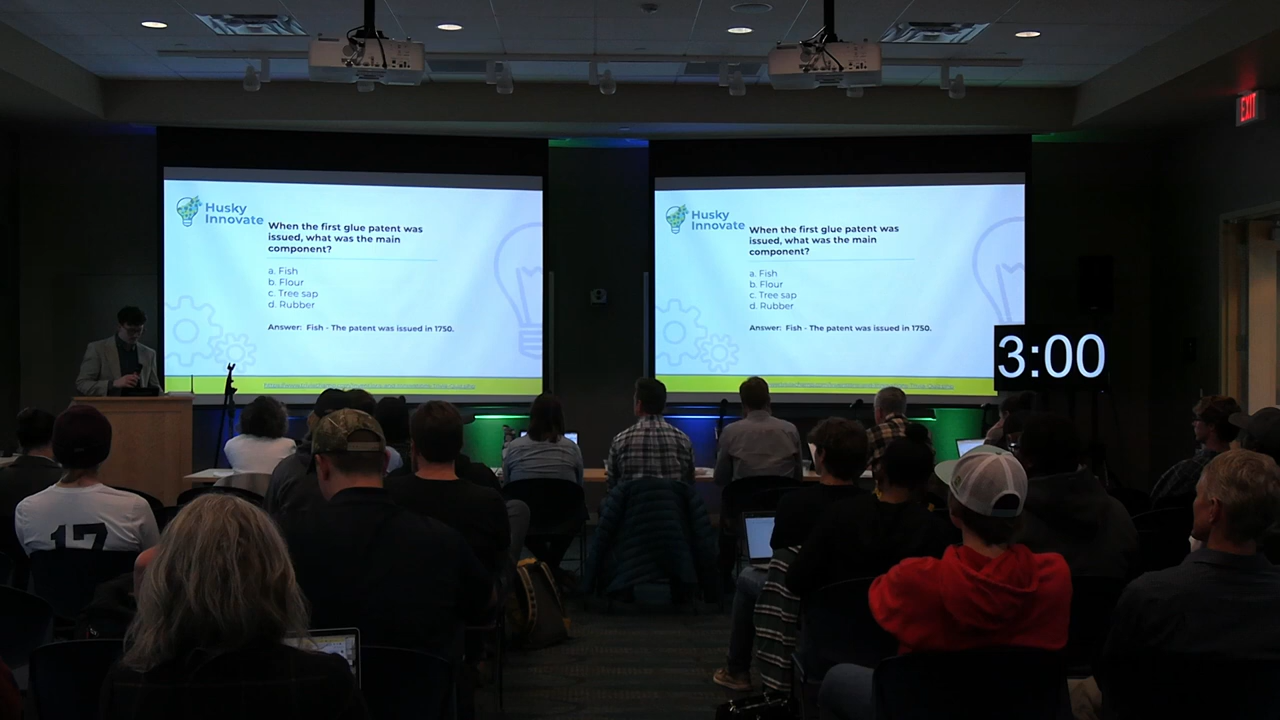 Husky
Innovate
When the first glue patent was
issued, what was the main
component?
a. Fish
b. Flour
c. Tree sap
d. Rubber
Answer: Fish - The patent was issued in 1750.
Husky
Innovate
When the first glue patent was
issued, what was the main
component?
a. Fish
b. Flour
c. Tree sap
d. Rubber
Answer: Fish - The patent was issued in 1750.
3:00
EXIT
17